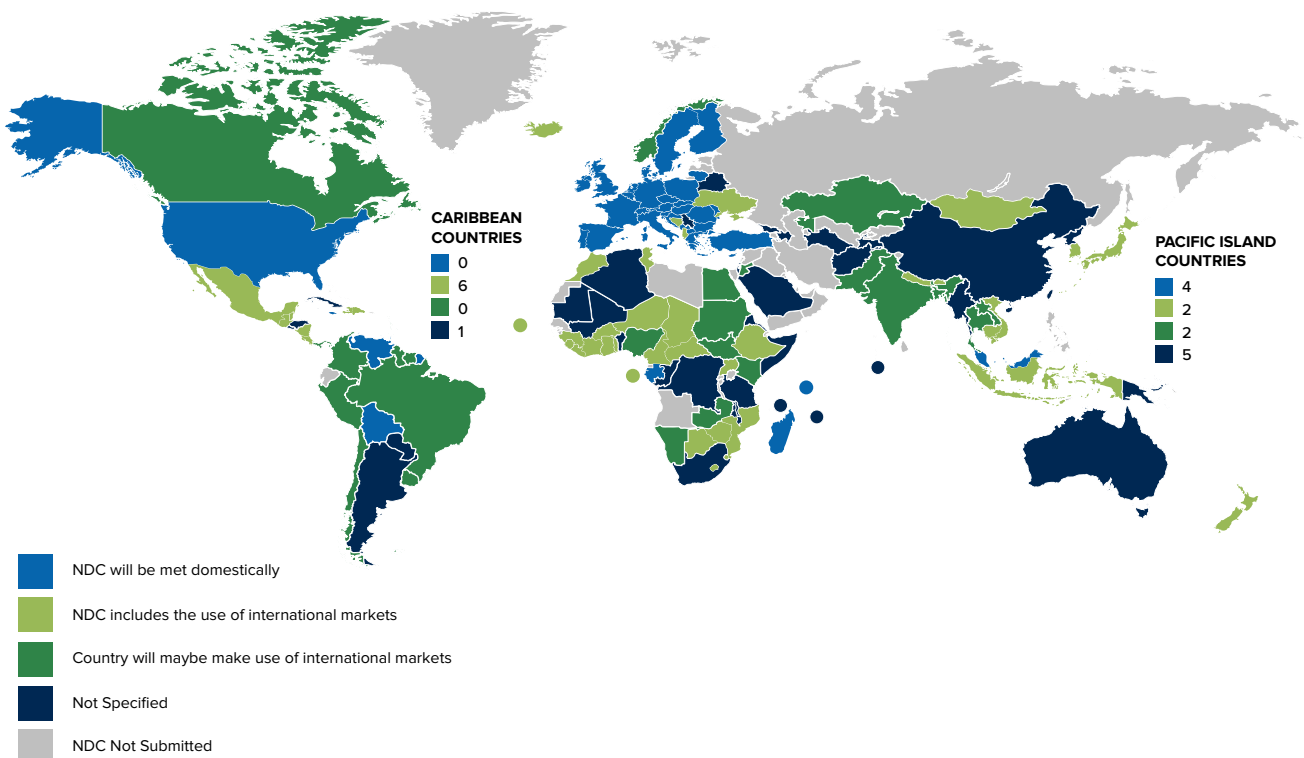 CARIBBEAN
COUNTRIES
0
6
0
1
PACIFIC ISLAND
COUNTRIES
4
2
2
5
NDC will be met domestically
NDC includes the use of international markets
Country will maybe make use of international markets
Not Specified
NDC Not Submitted